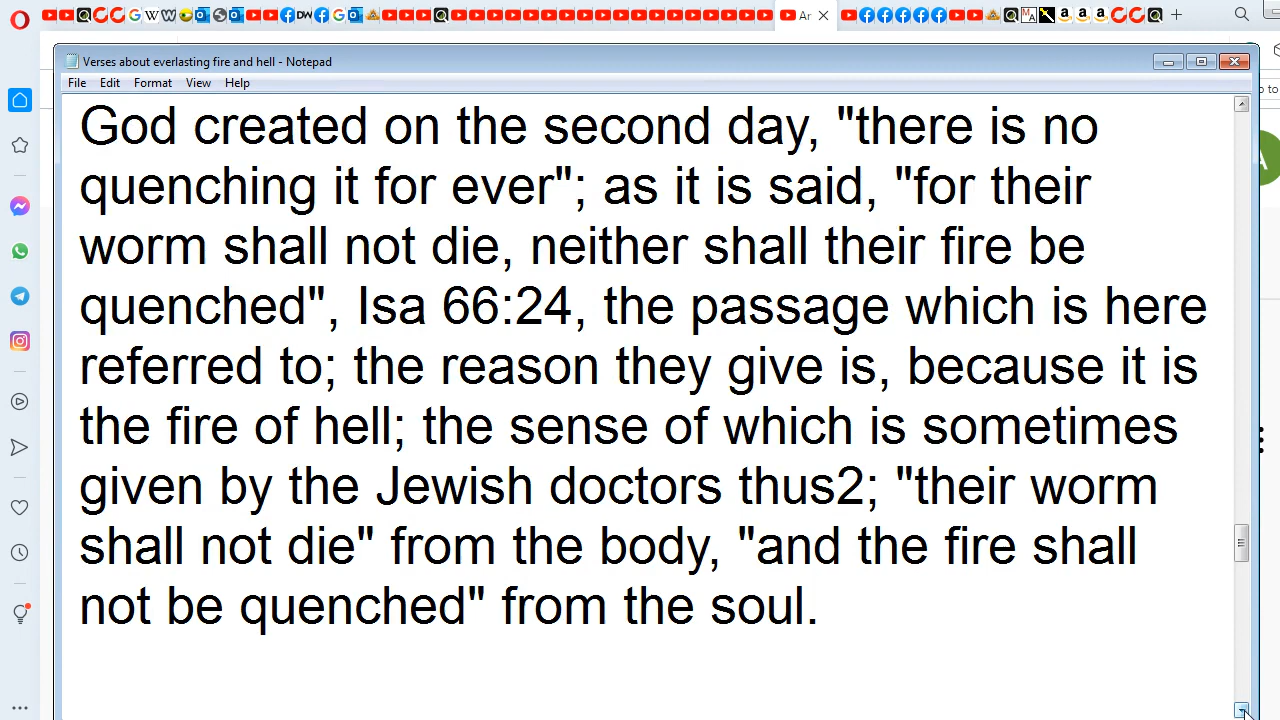 Ar
Verses about everlasting fire and hell - Notepad
File Edit Format View Help
God created on the second day, "there is no
quenching it for ever"; as it is said, "for their
worm shall not die, neither shall their fire be
quenched", Isa 66:24, the passage which is here
referred to; the reason they give is, because it is
the fire of hell; the sense of which is sometimes
given by the Jewish doctors thus2; "their worm
shall not die" from the body, "and the fire shall
not be quenched" from the soul.
p to
A